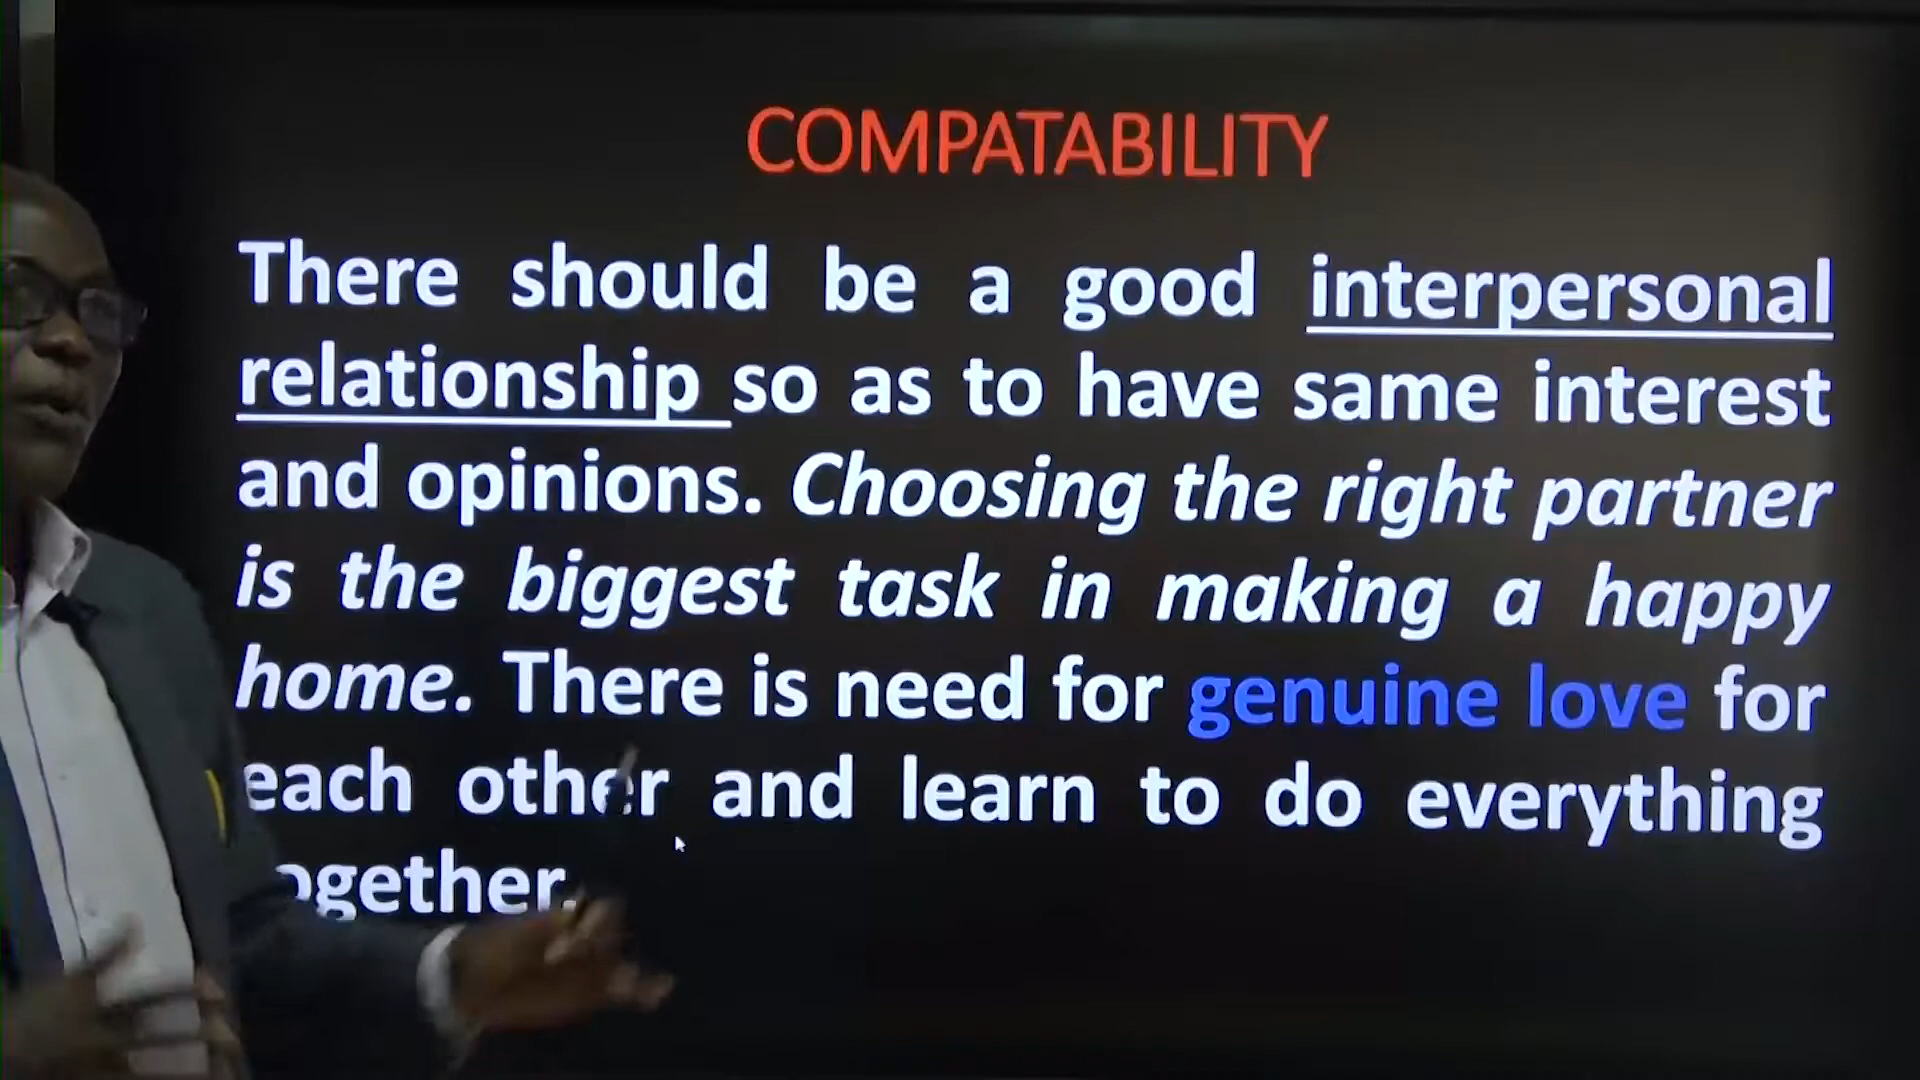 COMPATABILITY
There should be a good interpersonal
relationship so as to have same interest
and opinions. Choosing the right partner
is the biggest task in making a happy
home. There is need for genuine love for
each other and learn to do everything
together.